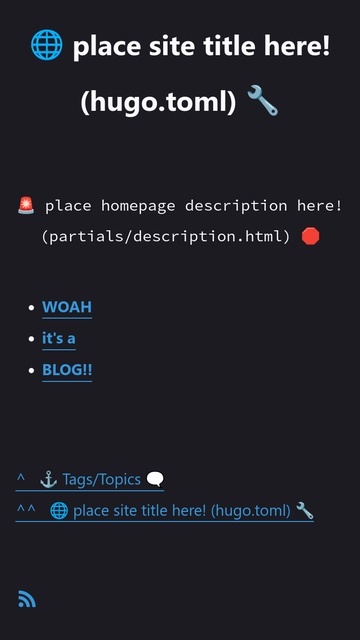 🌐 place site title here!
(hugo.toml) 🔧
🚨 place homepage description here!
(partials/description.html) 🛑
• WOAH
• it's a
• BLOG!!
^ ⚓ Tags/Topics 🗨️
^^ 🌐 place site title here! (hugo.toml) 🔧